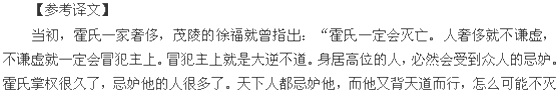 【参考译文】
当初，霍氏一家奢侈，茂陵的徐福就曾指出：“霍氏一定会灭亡。人奢侈就不谦虚，
不谦虚就一定会冒犯主上。冒犯主上就是大逆不道。身居高位的人，必然会受到众人的忌妒。
霍氏掌权很久了，忌妒他的人很多了。天下人都忌妒他，而他又背天道而行，怎么可能不灭